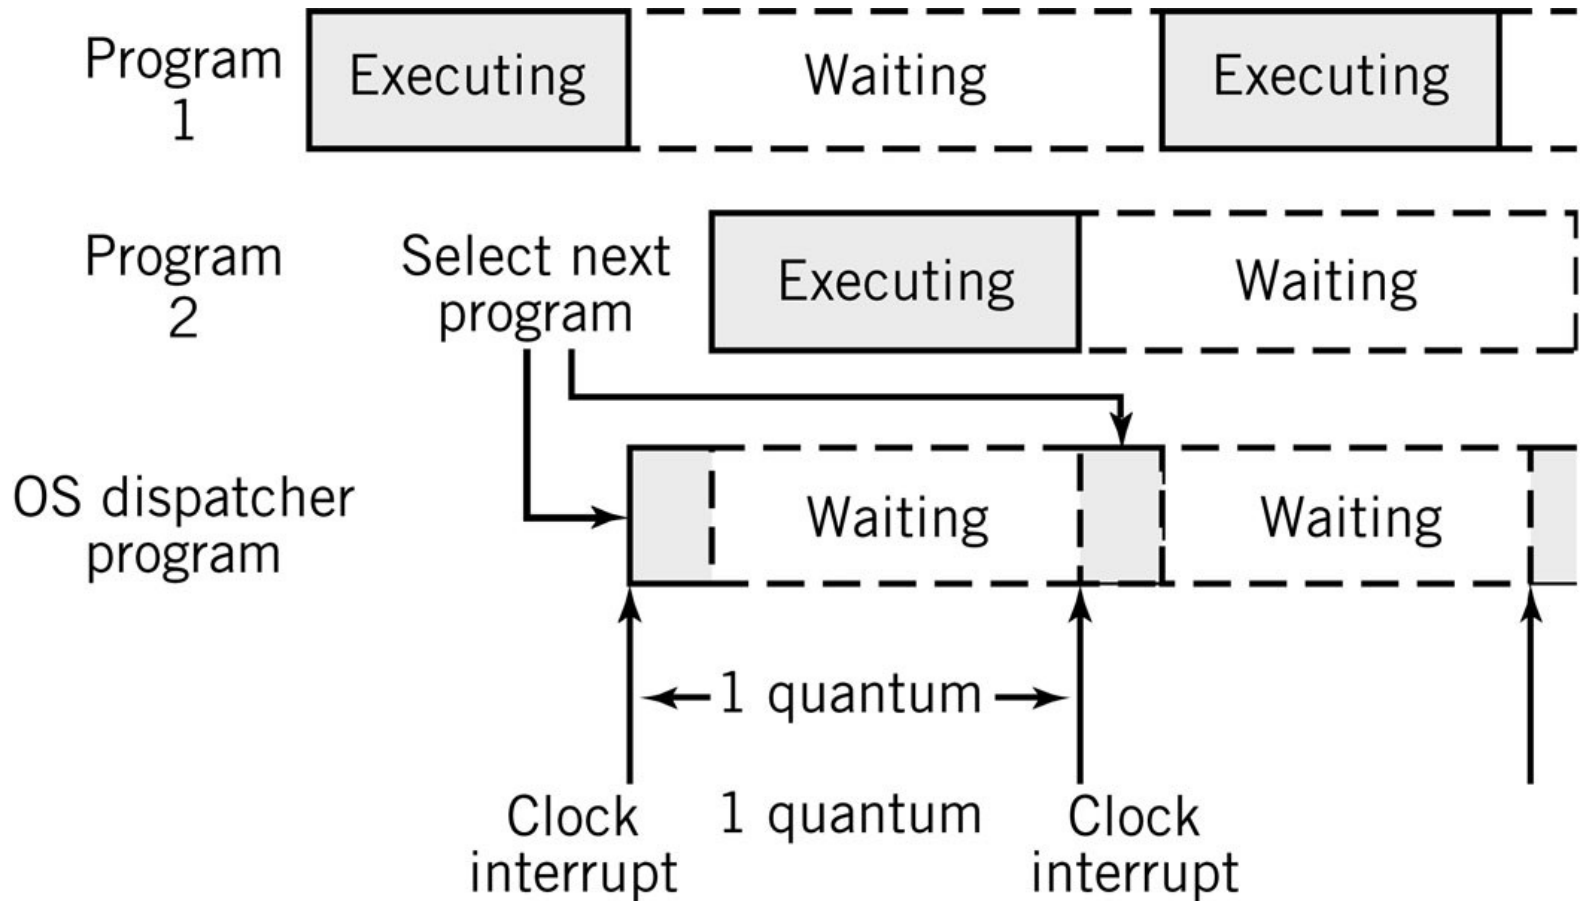 Program
1
Executing
Waiting
Executing
Program
2
Select next
program
Executing
Waiting
OS dispatcher
program
Waiting
Waiting
1 quantum
Clock
interrupt
1 quantum
Clock
interrupt